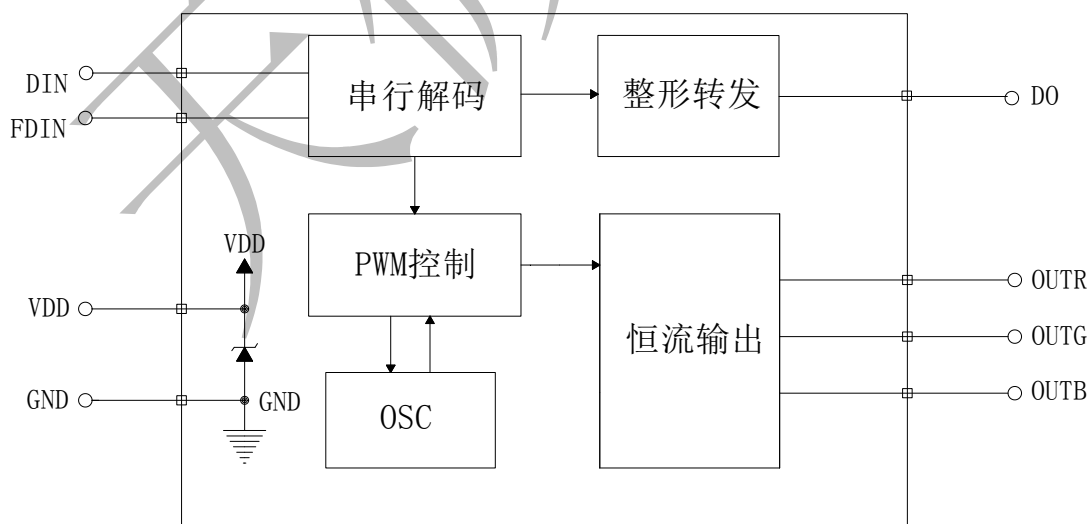 DIN
FDIN
串行解码
整形转发
DO
VDD
PWM控制
VDD
GND
GND
OSC
恒流输出
OUTR
OUTG
OUTB